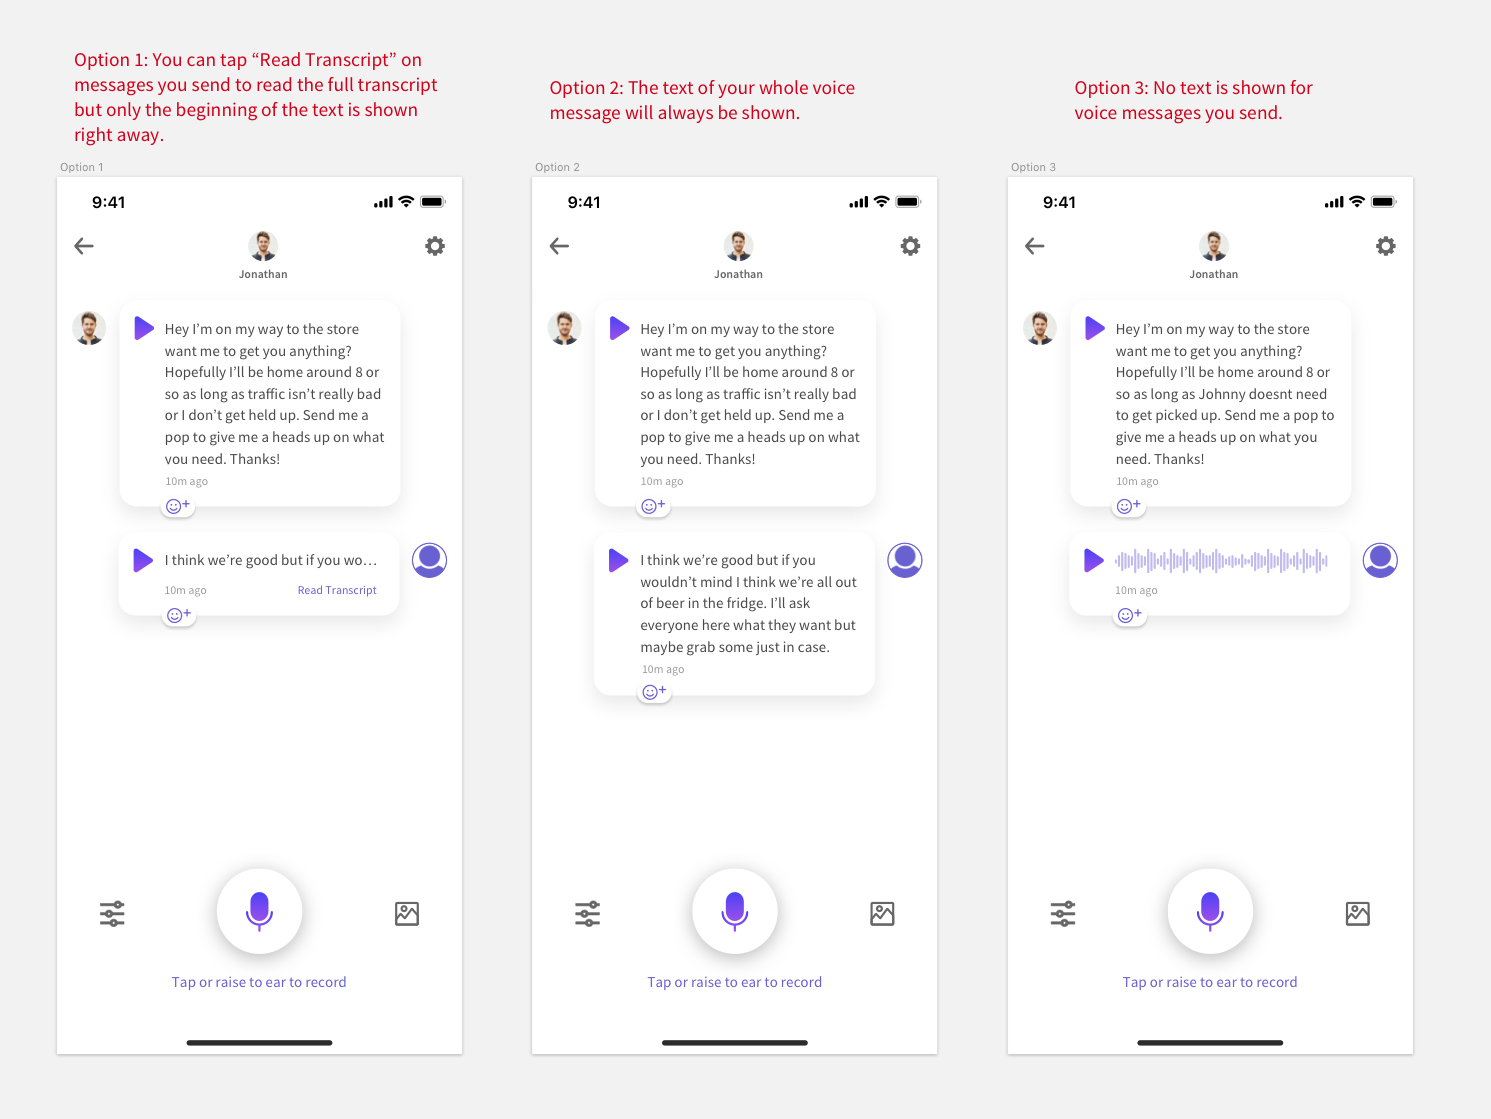 Option 1: You can tap “Read Transcript” on
messages you send to read the full transcript
but only the beginning of the text is shown
right away.
Option 2: The text of your whole voice
message will always be shown.
Option 3: No text is shown for
voice messages you send.
Option 1
9:41
Jonathan
Hey I’m on my way to the store
want me to get you anything?
Hopefully I’ll be home around 8 or
so as long as traffic isn’t really bad
or I don’t get held up. Send me a
pop to give me a heads up on what
you need. Thanks!
10m ago
I think we’re good but if you wo...
10m ago
Read Transcript
Tap or raise to ear to record
Option 2
9:41
Jonathan
Hey I’m on my way to the store
want me to get you anything?
Hopefully I’ll be home around 8 or
so as long as traffic isn’t really bad
or I don’t get held up. Send me a
pop to give me a heads up on what
you need. Thanks!
10m ago
I think we’re good but if you
wouldn’t mind I think we’re all out
of beer in the fridge. I’ll ask
everyone here what they want but
maybe grab some just in case.
10m ago
Tap or raise to ear to record
Option 3
9:41
Jonathan
Hey I’m on my way to the store
want me to get you anything?
Hopefully I’ll be home around 8 or
so as long as Johnny doesnt need
to get picked up. Send me a pop to
give me a heads up on what you
need. Thanks!
10m ago
10m ago
Tap or raise to ear to record